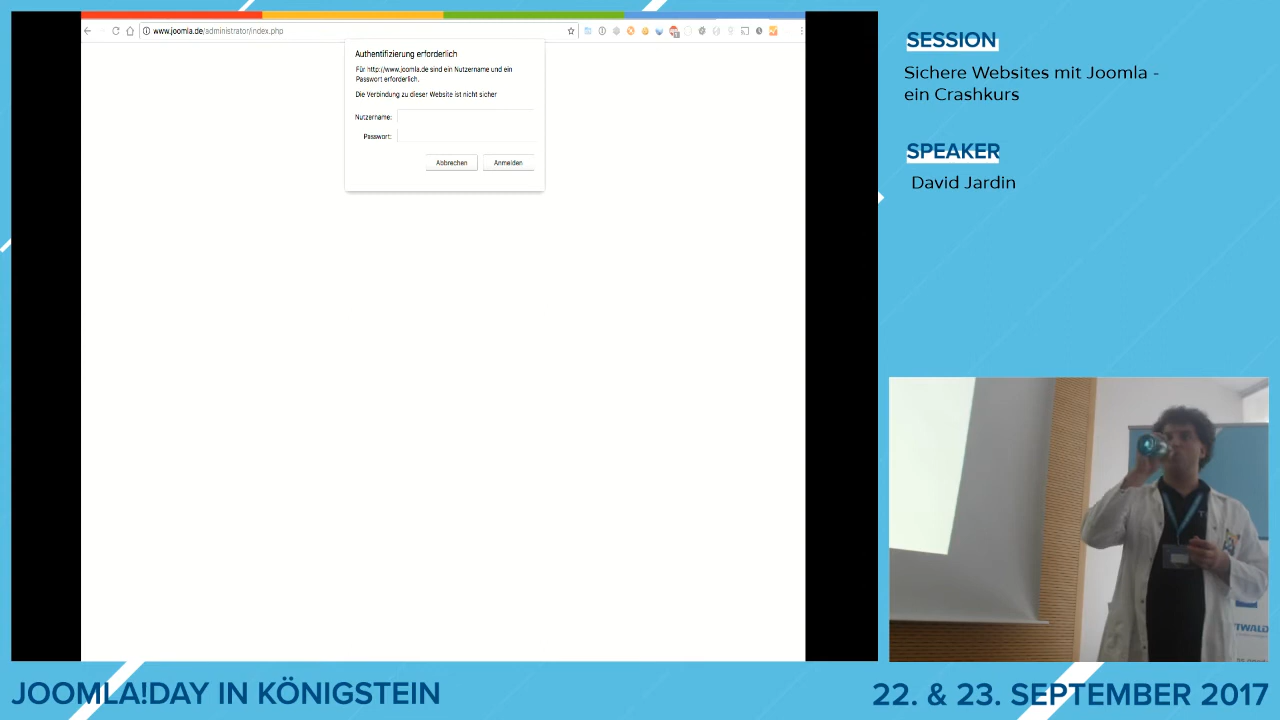 www.joomla.de/administrator/index.php
Authentifizierung erforderlich
Für http://www.joomla.de sind ein Nutzername und ein
Passwort erforderlich.
Die Verbindung zu dieser Website ist nicht sicher
Nutzername:
Passwort:
Abbrechen
Anmelden
SESSION
Sichere Websites mit Joomla -
ein Crashkurs
SPEAKER
David Jardin
TWALD
JOOMLA!DAY IN KÖNIGSTEIN
22. & 23. SEPTEMBER 2017